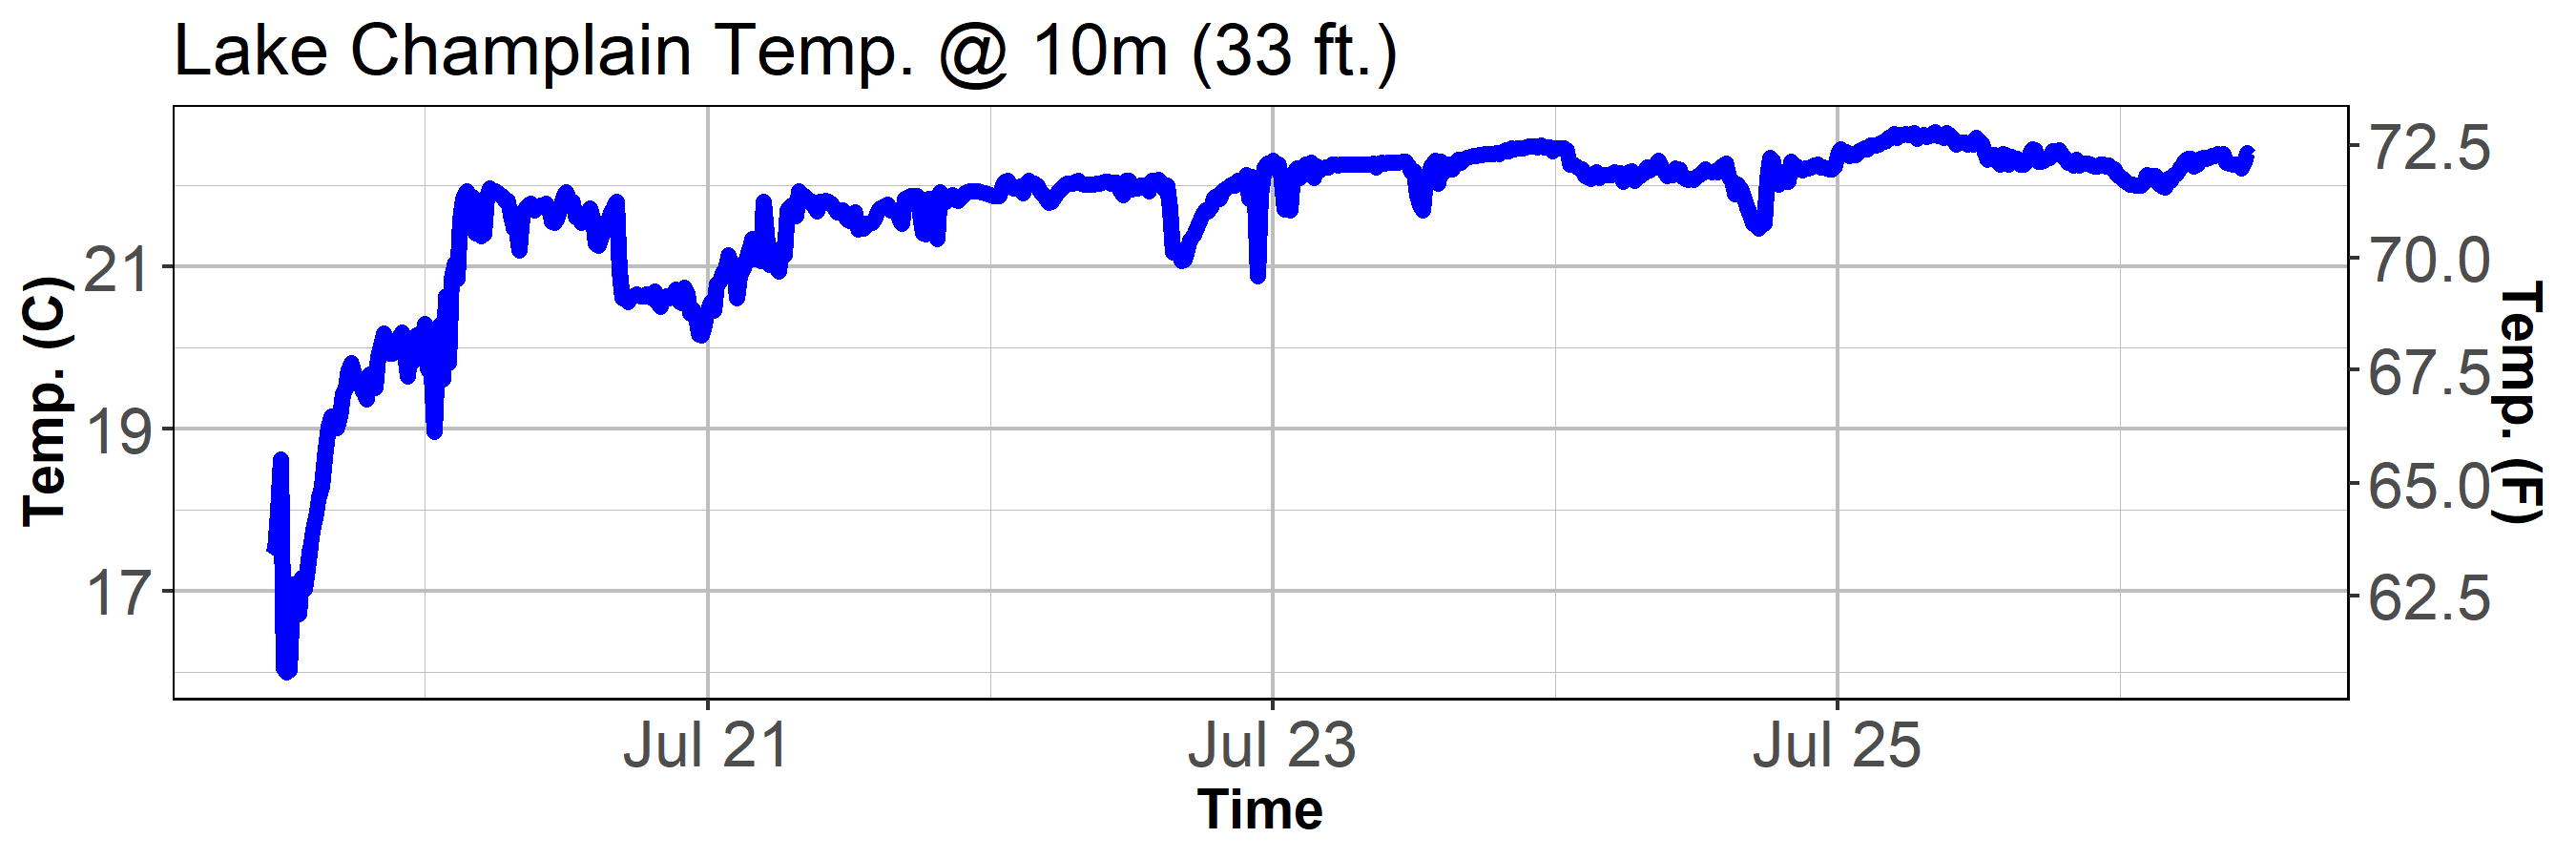 Lake Champlain Temp. @ 10m (33 ft.)
Temp. (C)
21
19
17
72.5
70.0
67.5
65.0
62.5
Temp. (F)
Jul 21
Jul 23
Jul 25
Time